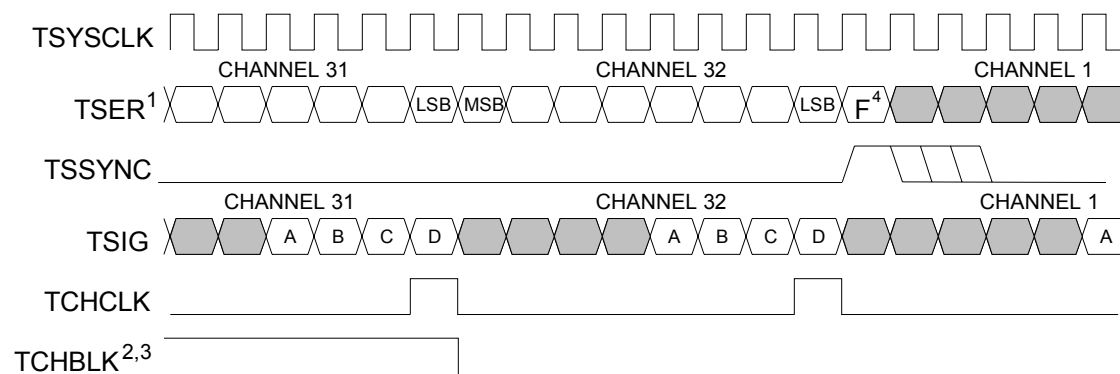 TSYSCLK
CHANNEL 31 CHANNEL 32 CHANNEL 1
TSER¹ LSB MSB LSB F⁴
TSSYNC
CHANNEL 31 CHANNEL 32 CHANNEL 1
TSIG A B C D A B C D A
TCHCLK
TCHBLK²,³